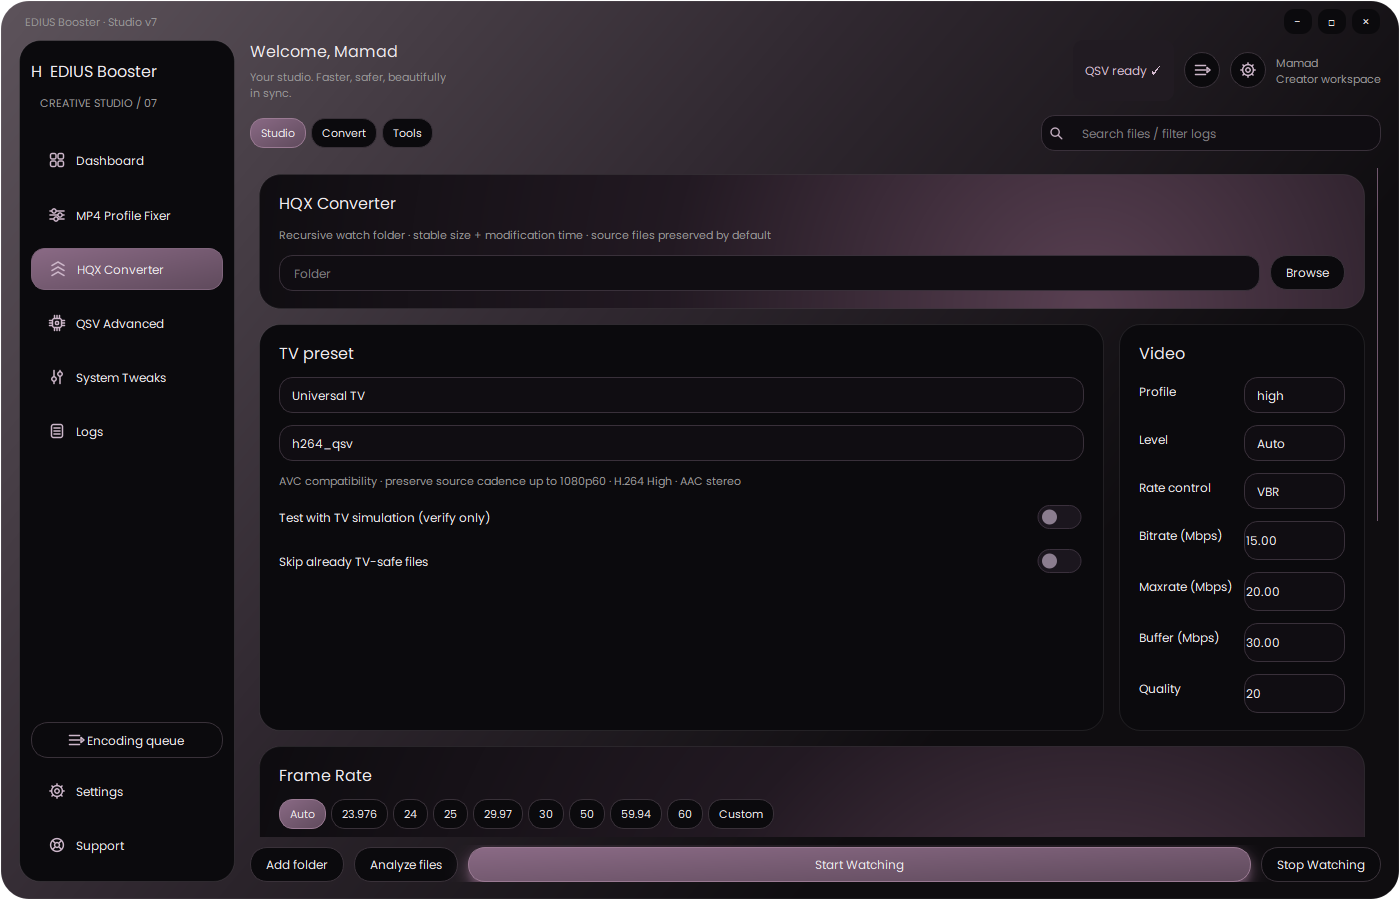 EDIUS Booster · Studio v7
H EDIUS Booster
CREATIVE STUDIO / 07
Dashboard
MP4 Profile Fixer
HQX Converter
QSV Advanced
System Tweaks
Logs
Encoding queue
Settings
Support
Welcome, Mamad
Your studio. Faster, safer, beautifully
in sync.
QSV ready ✓
Mamad
Creator workspace
Studio
Convert
Tools
Search files / filter logs
HQX Converter
Recursive watch folder · stable size + modification time · source files preserved by default
Folder
Browse
TV preset
Universal TV
h264_qsv
AVC compatibility · preserve source cadence up to 1080p60 · H.264 High · AAC stereo
Test with TV simulation (verify only)
Skip already TV-safe files
Video
Profile
high
Level
Auto
Rate control
VBR
Bitrate (Mbps)
15.00
Maxrate (Mbps)
20.00
Buffer (Mbps)
30.00
Quality
20
Frame Rate
Auto
23.976
24
25
29.97
30
50
59.94
60
Custom
Add folder
Analyze files
Start Watching
Stop Watching